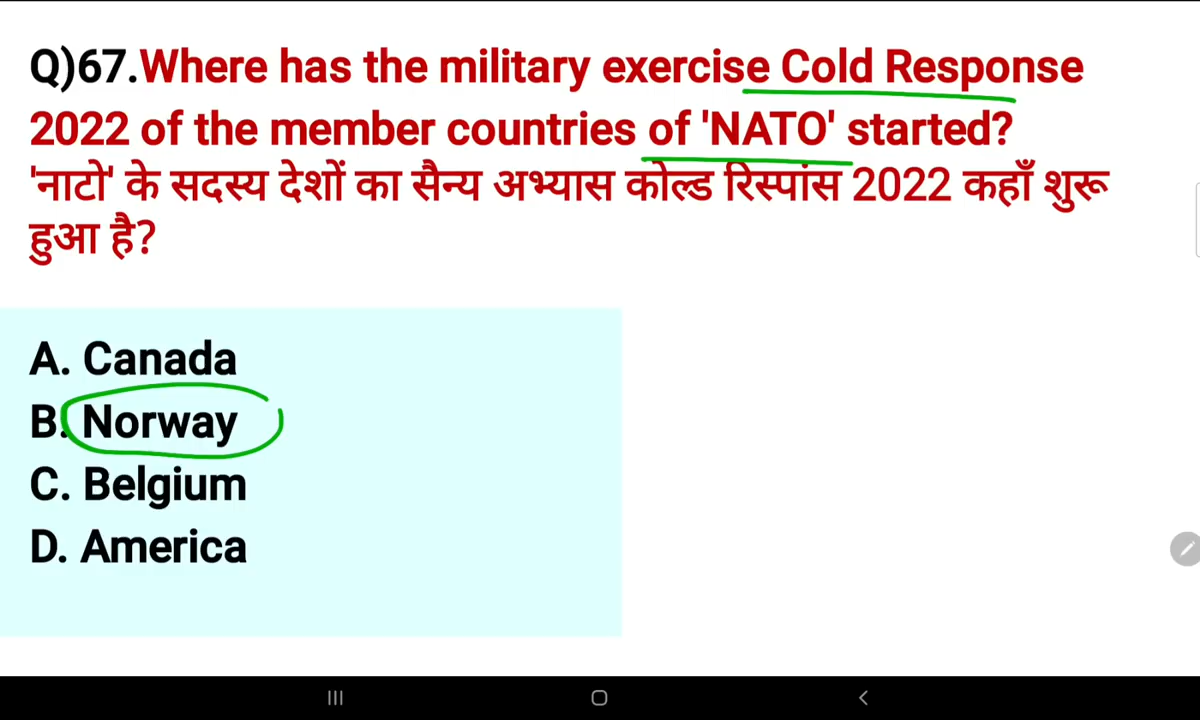 Q)67.Where has the military exercise Cold Response
2022 of the member countries of 'NATO' started?
'नाटो' के सदस्य देशों का सैन्य अभ्यास कोल्ड रिस्पांस 2022 कहाँ शुरू
हुआ है?
A. Canada
B. Norway
C. Belgium
D. America